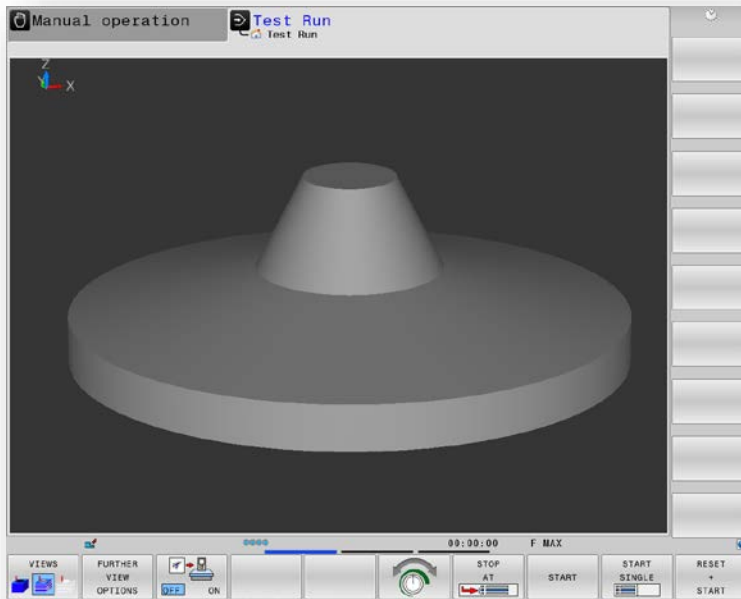 Manual operation
Test Run
Test Run
Z
Y
X
00:00:00
F MAX
VIEWS
FURTHER
VIEW
OPTIONS
OFF
ON
STOP
AT
START
START
SINGLE
RESET
+
START